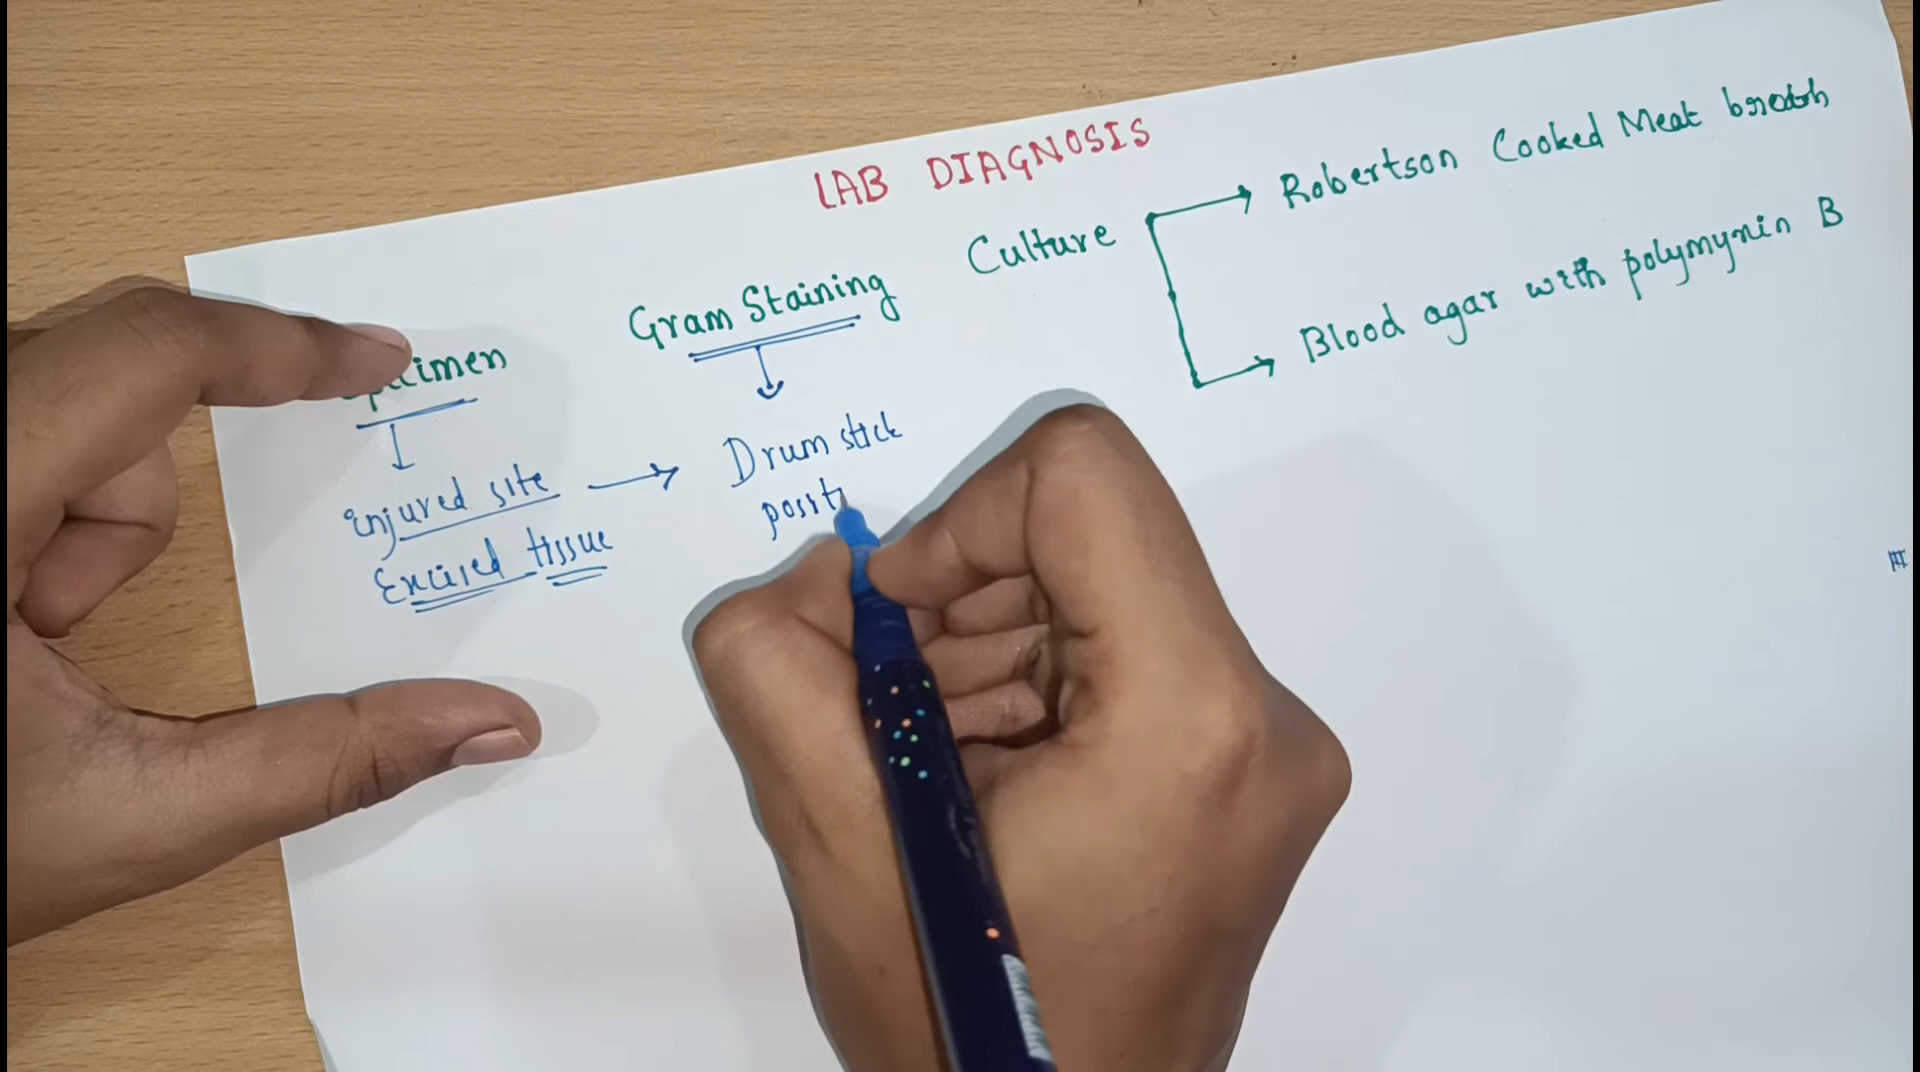 LAB DIAGNOSIS
Specimen
injured site
Excised tissue
Gram Staining
Drum stick
Culture
Robertson Cooked Meat broth
Blood agar with polymyxin B